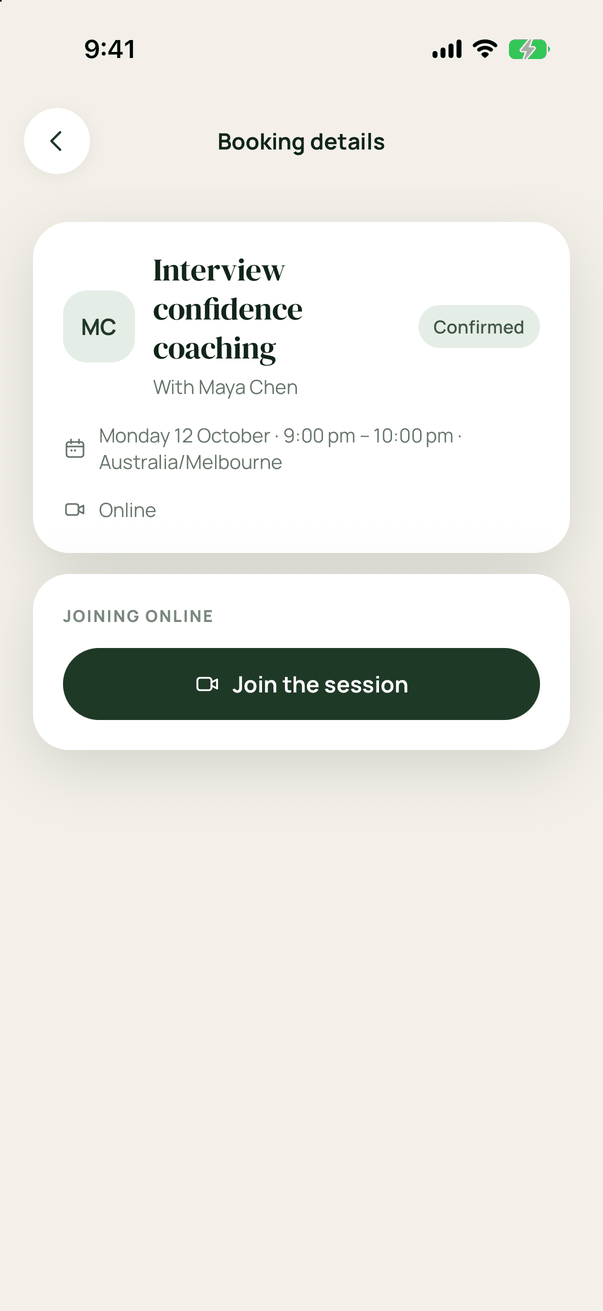 9:41
Booking details
MC
Interview
confidence
coaching
With Maya Chen
Confirmed
Monday 12 October · 9:00 pm – 10:00 pm ·
Australia/Melbourne
Online
JOINING ONLINE
Join the session